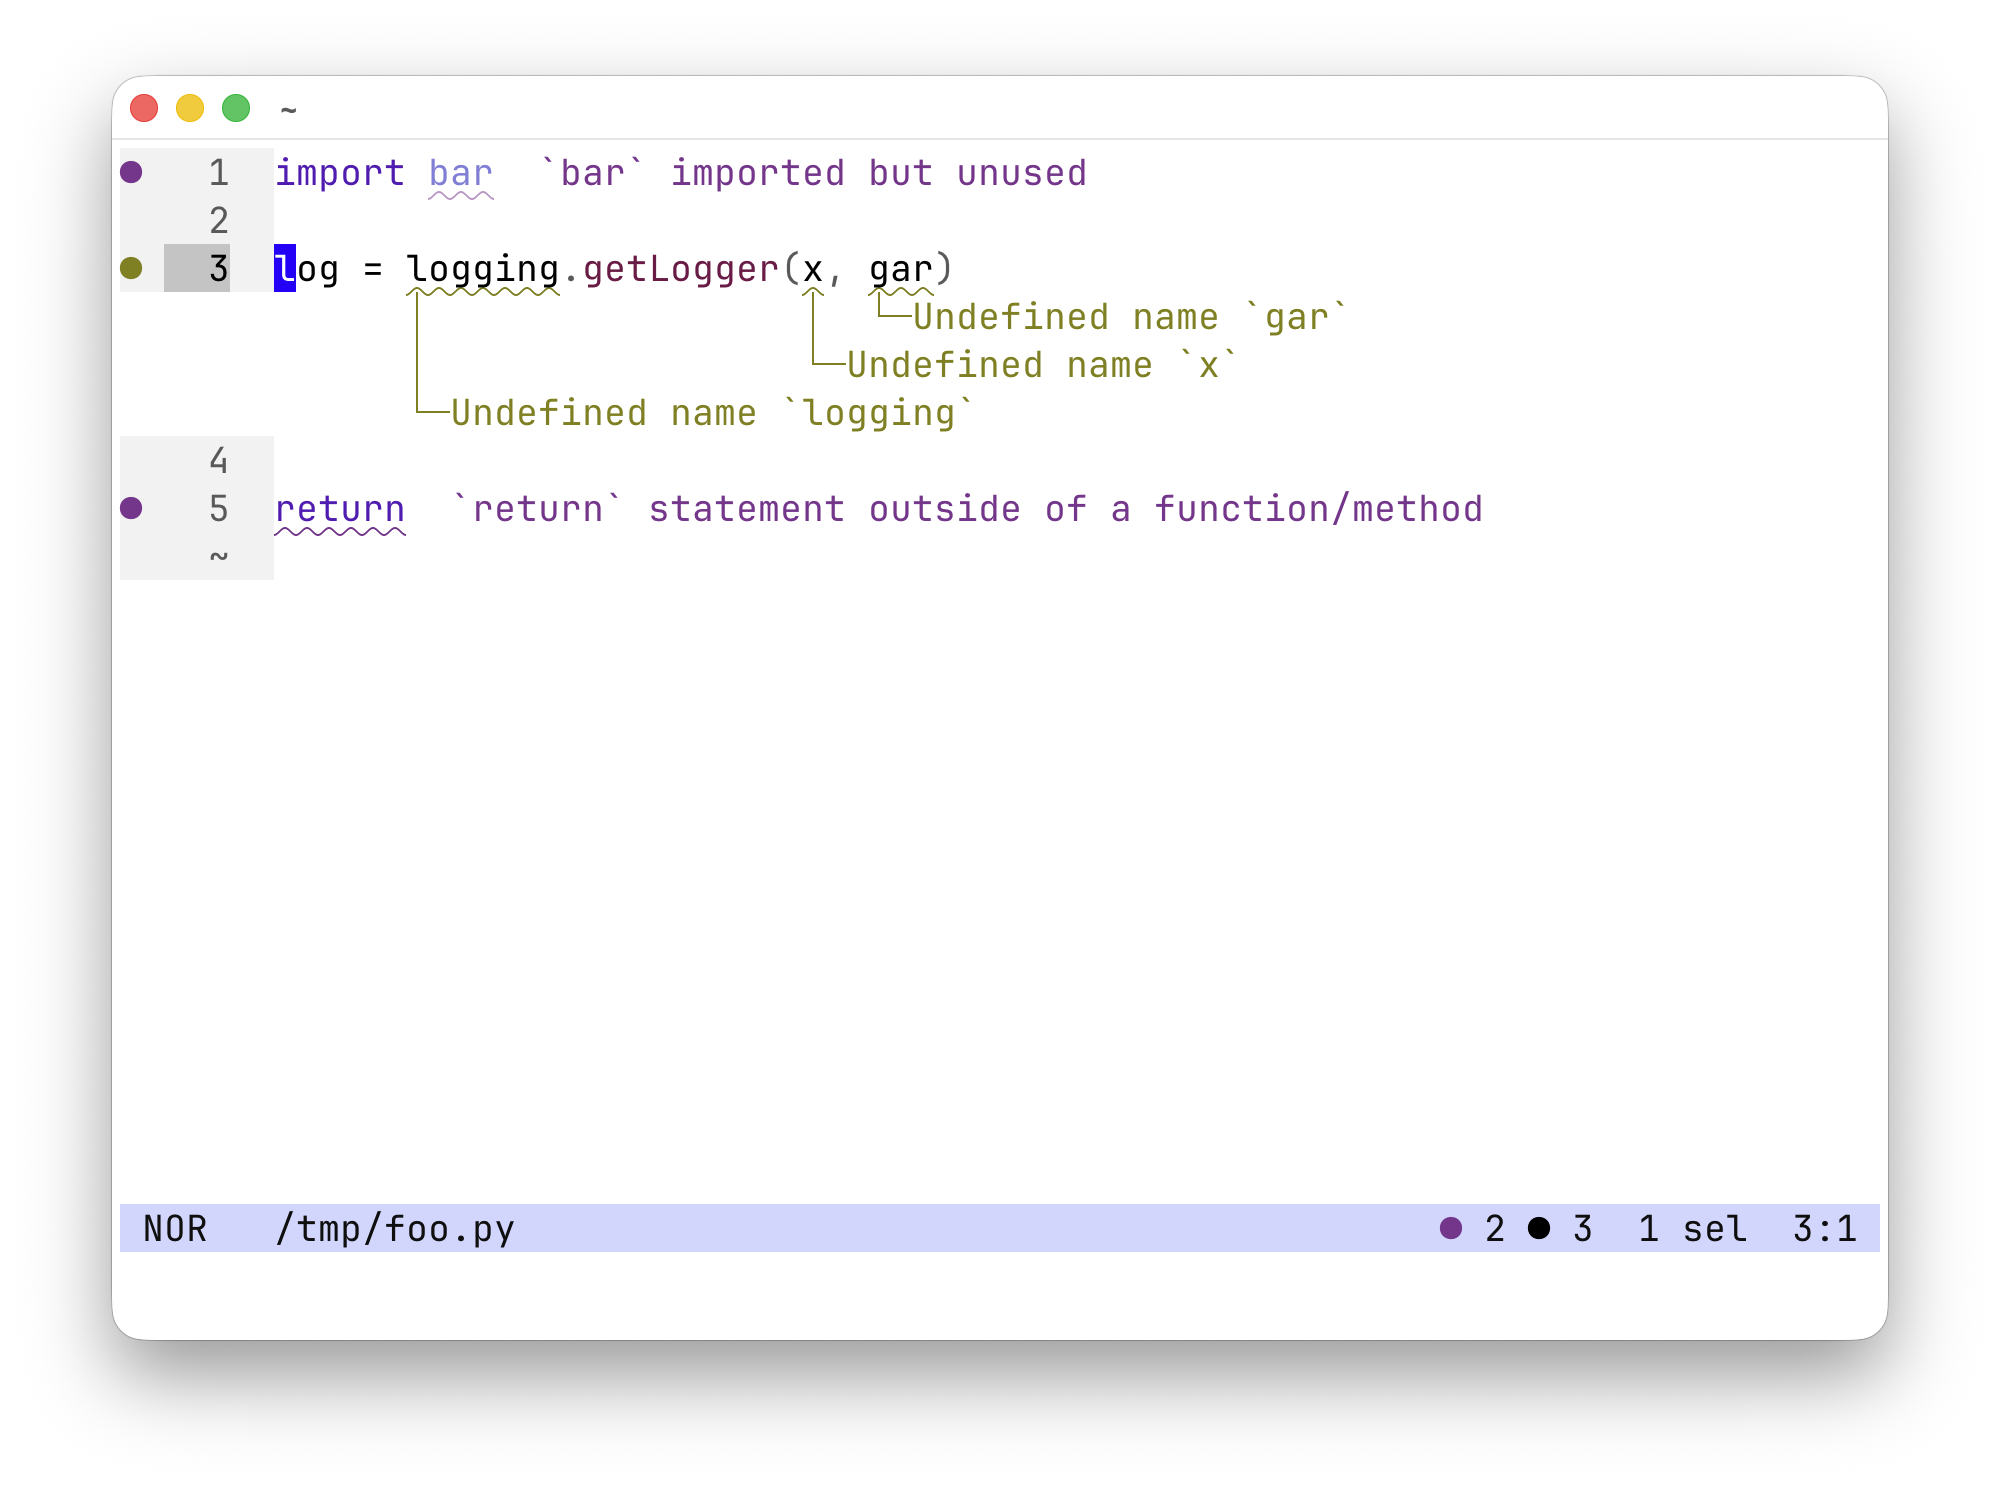 ~
● 1 import bar  `bar` imported but unused
2
● 3 log = logging.getLogger(x, gar)
└─Undefined name `gar`
└─Undefined name `x`
└─Undefined name `logging`
4
● 5 return  `return` statement outside of a function/method
~
NOR   /tmp/foo.py   ● 2 ● 3  1 sel  3:1